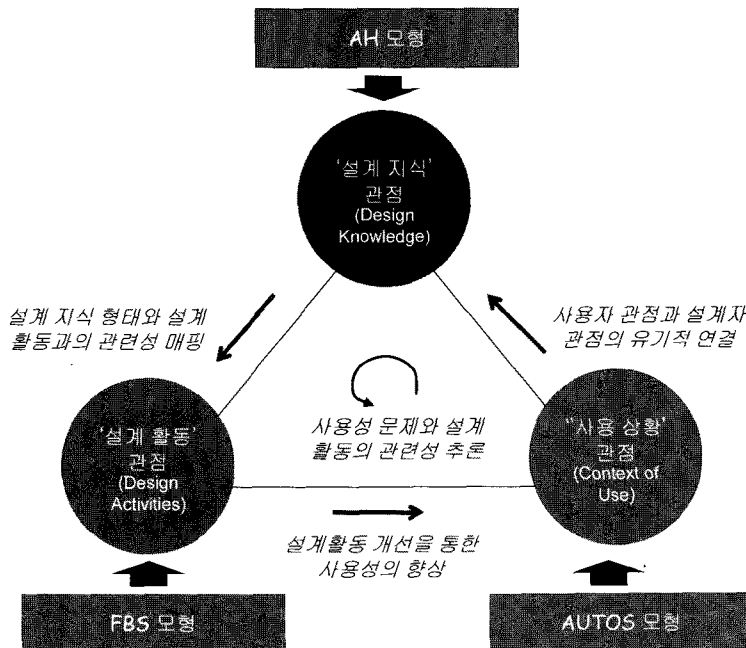 AH 모형
'설계 지식'
관점
(Design
Knowledge)
설계 지식 형태와 설계
활동과의 관련성 매핑
사용자 관점과 설계자
관점의 유기적 연결
사용성 문제와 설계
활동의 관련성 추론
'설계 활동'
관점
(Design
Activities)
"사용 상황'
관점
(Context of
Use)
설계활동 개선을 통한
사용성의 향상
FBS 모형
AUTOS 모형